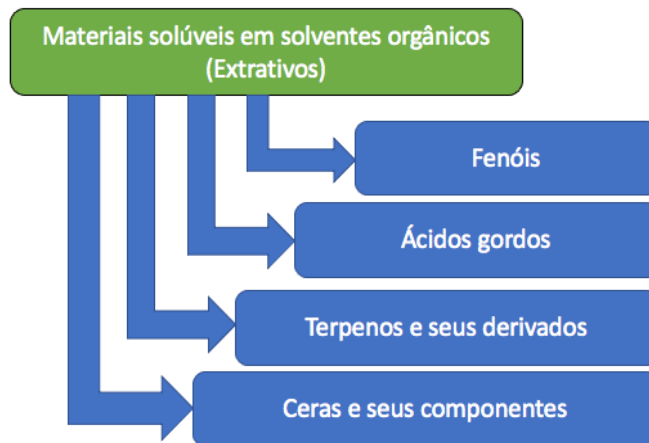 Materiais solúveis em solventes orgânicos
(Extrativos)
Fenóis
Ácidos gordos
Terpenos e seus derivados
Ceras e seus componentes